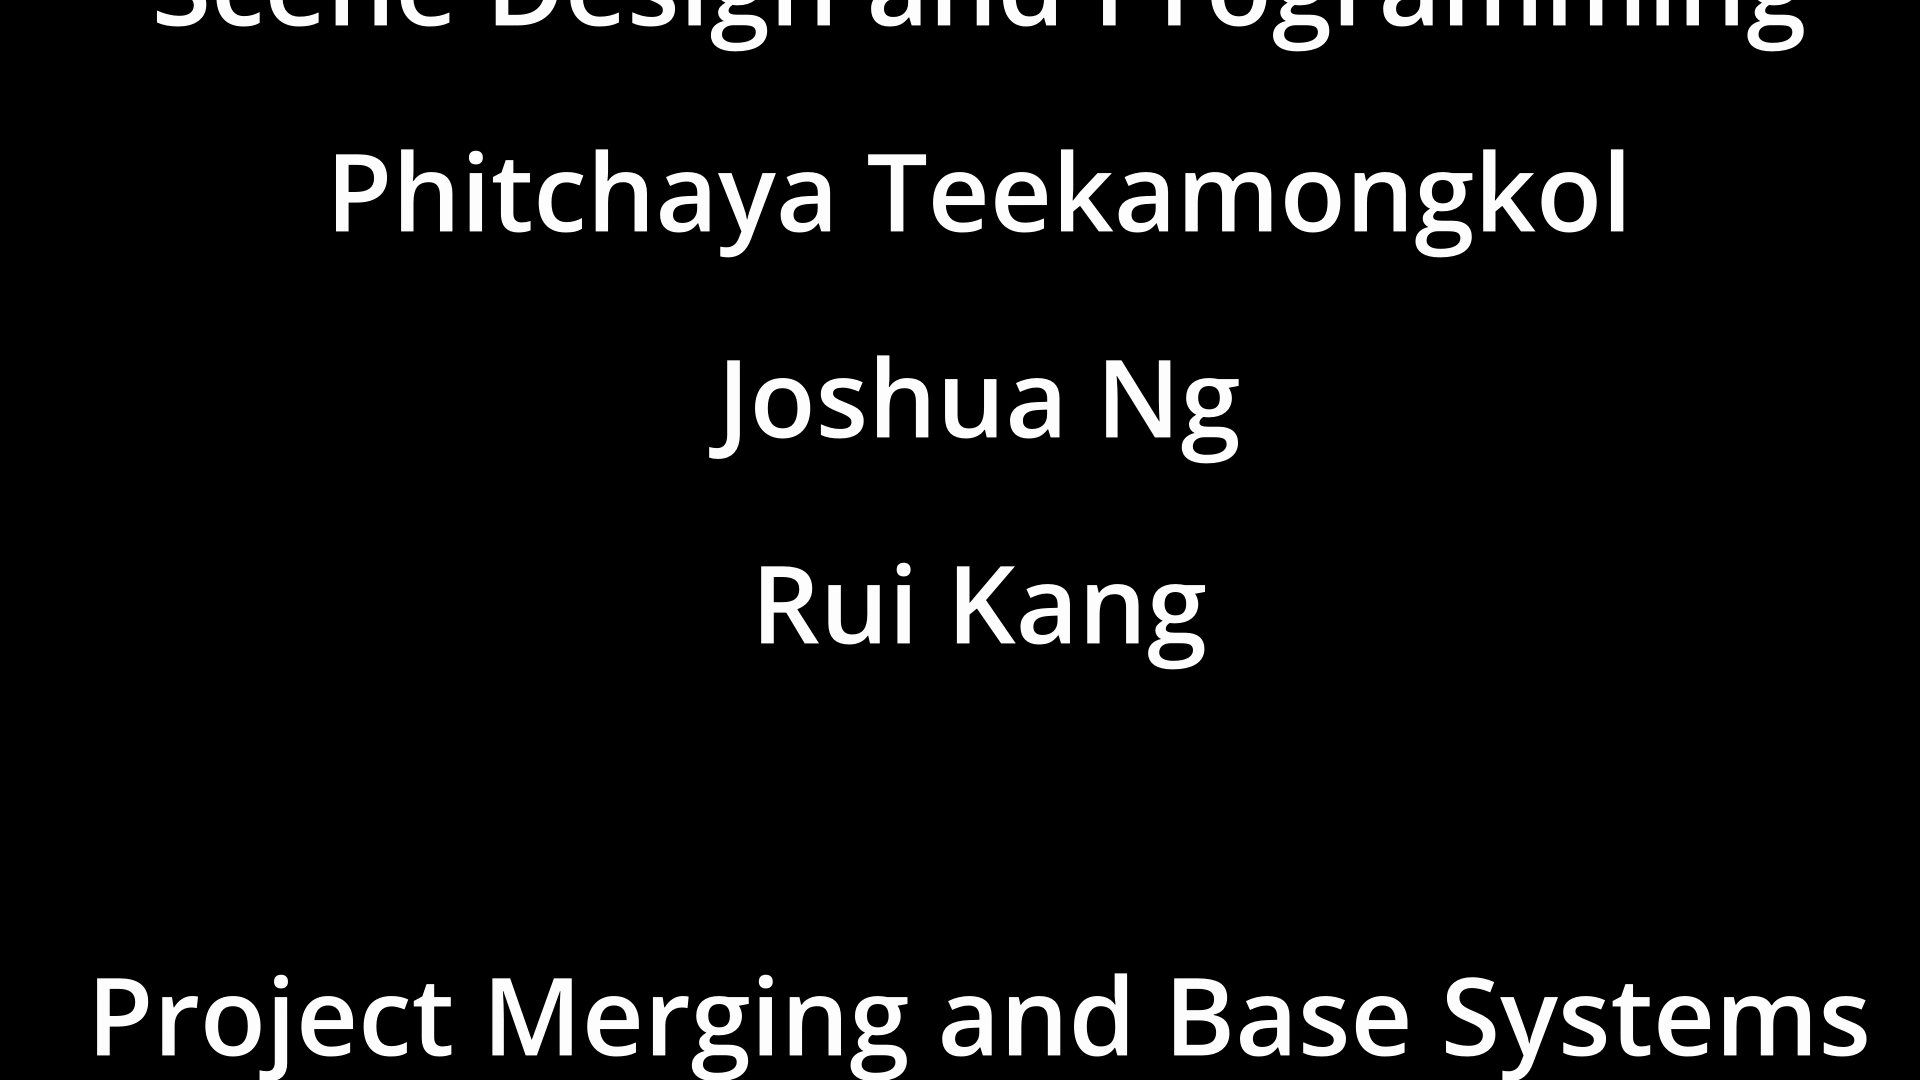 Scene Design and Programming
Phitchaya Teekamongkol
Joshua Ng
Rui Kang
Project Merging and Base Systems